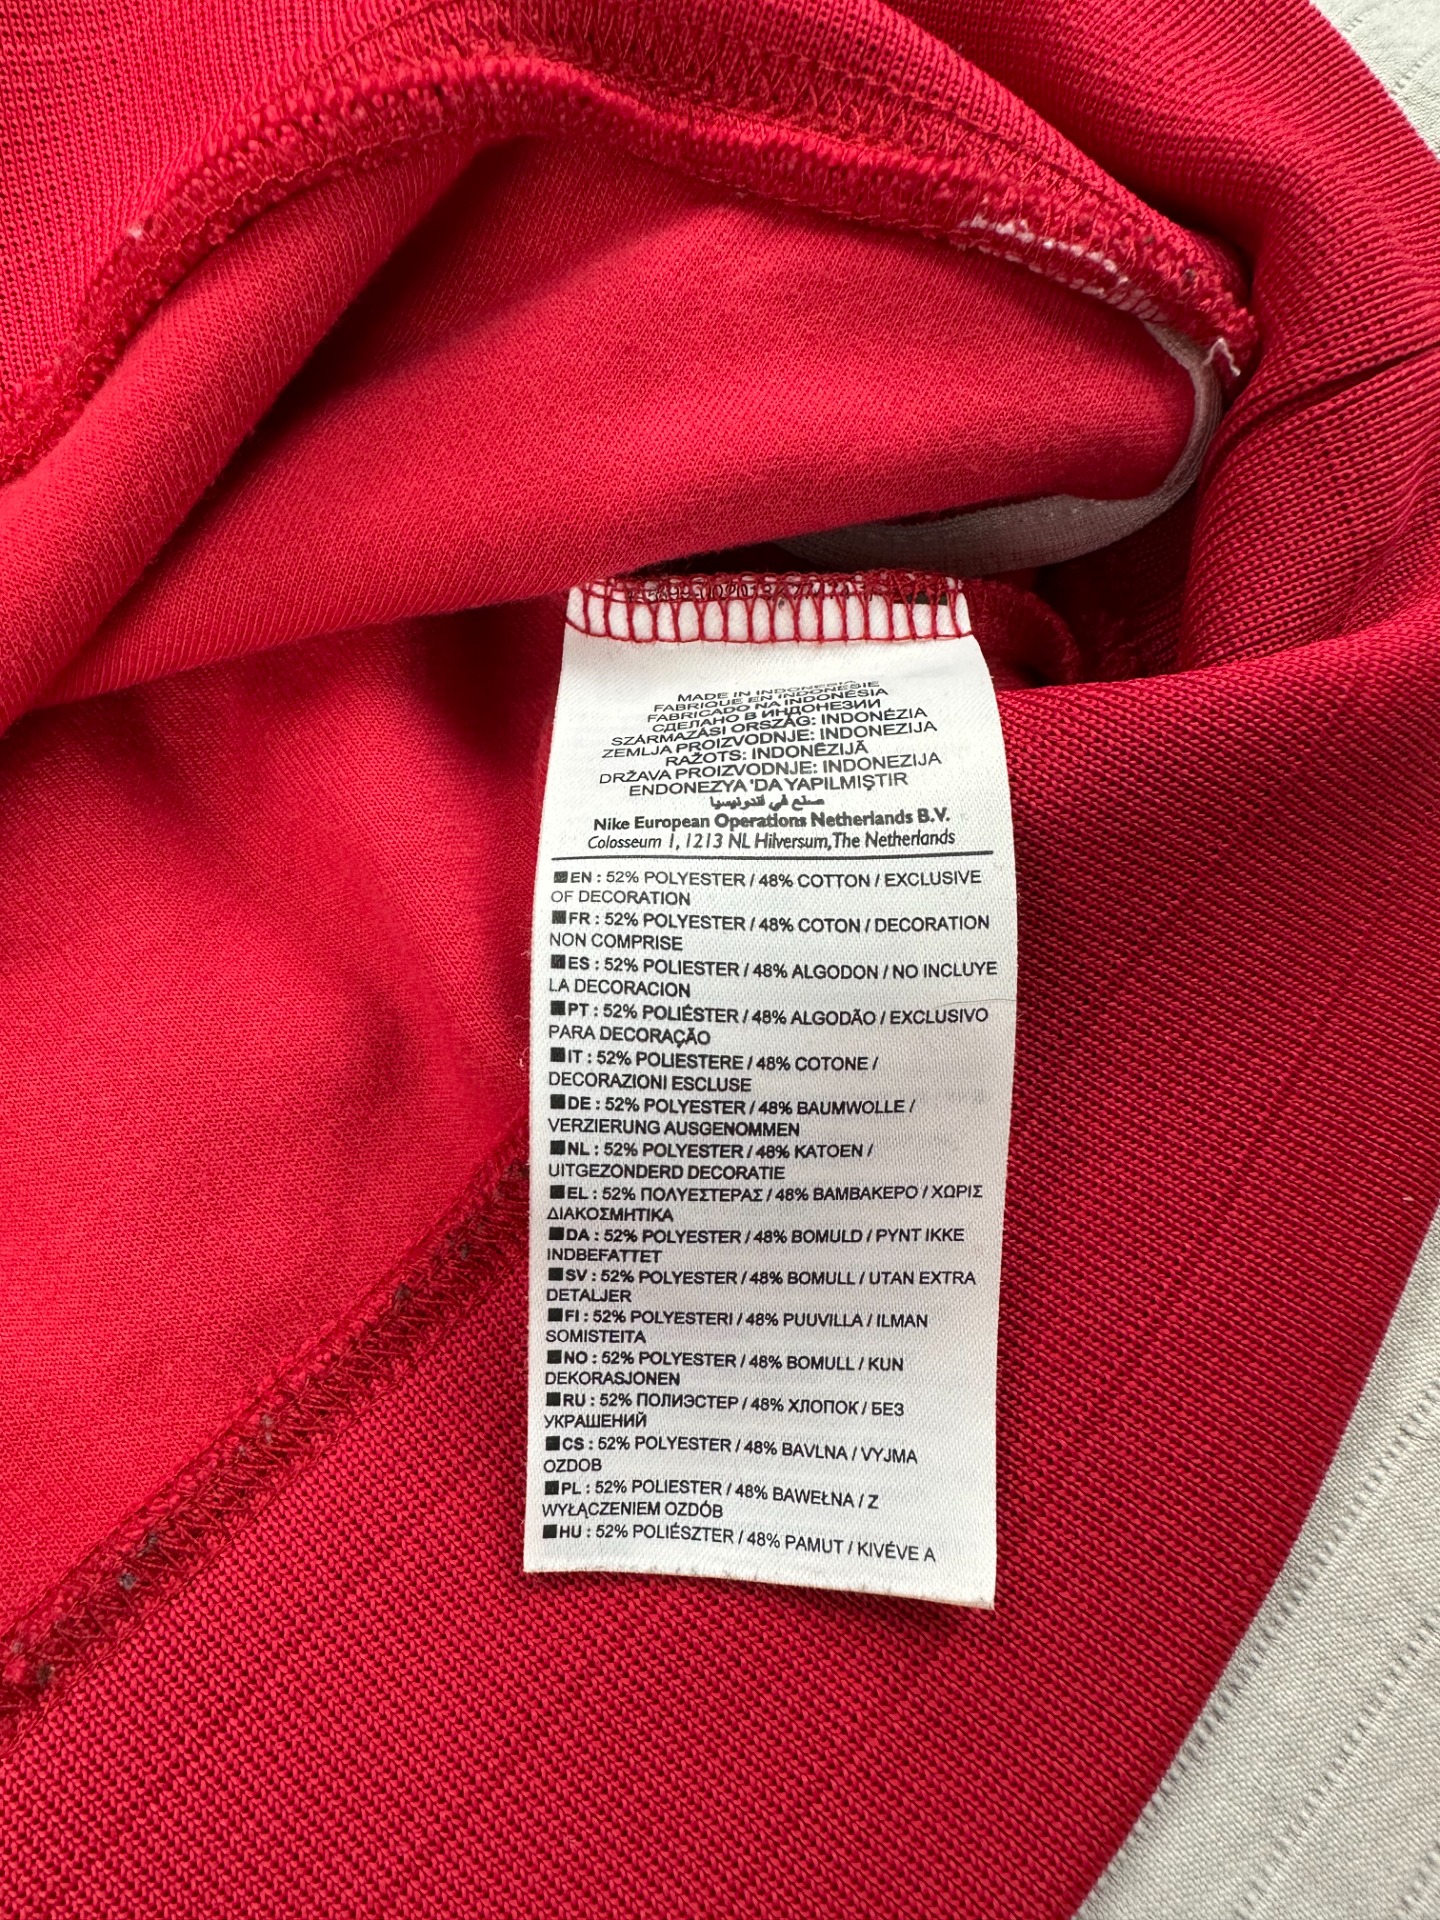 MADE IN INDONESIA
FABRIQUE EN INDONESIE
FABRICADO NA INDONÉSIA
СДЕЛАНО В ИНДОНЕЗИИ
SZÁRMAZÁSI ORSZÁG: INDONÉZIA
ZEMLJA PROIZVODNJE: INDONEZIJA
RAŽOTS: INDONĒZIJĀ
DRŽAVA PROIZVODNJE: INDONEZIJA
ENDONEZYA 'DA YAPILMIŞTIR
صنع في اندونيسيا
Nike European Operations Netherlands B.V.
Colosseum 1, 1213 NL Hilversum, The Netherlands
EN : 52% POLYESTER / 48% COTTON / EXCLUSIVE
OF DECORATION
FR : 52% POLYESTER / 48% COTON / DECORATION
NON COMPRISE
ES : 52% POLIESTER / 48% ALGODON / NO INCLUYE
LA DECORACION
PT : 52% POLIÉSTER / 48% ALGODÃO / EXCLUSIVO
PARA DECORAÇÃO
IT : 52% POLIESTERE / 48% COTONE /
DECORAZIONI ESCLUSE
DE : 52% POLYESTER / 48% BAUMWOLLE /
VERZIERUNG AUSGENOMMEN
NL : 52% POLYESTER / 48% KATOEN /
UITGEZONDERD DECORATIE
EL : 52% ΠΟΛΥΕΣΤΕΡΑΣ / 48% ΒΑΜΒΑΚΕΡΟ / ΧΩΡΙΣ
ΔΙΑΚΟΣΜΗΤΙΚΑ
DA : 52% POLYESTER / 48% BOMULD / PYNT IKKE
INDBEFATTET
SV : 52% POLYESTER / 48% BOMULL / UTAN EXTRA
DETALJER
FI : 52% POLYESTERI / 48% PUUVILLA / ILMAN
SOMISTEITA
NO : 52% POLYESTER / 48% BOMULL / KUN
DEKORASJONEN
RU : 52% ПОЛИЭСТЕР / 48% ХЛОПОК / БЕЗ
УКРАШЕНИЙ
CS : 52% POLYESTER / 48% BAVLNA / VYJMA
OZDOB
PL : 52% POLIESTER / 48% BAWEŁNA / Z
WYŁĄCZENIEM OZDÓB
HU : 52% POLIÉSZTER / 48% PAMUT / KIVÉVE A